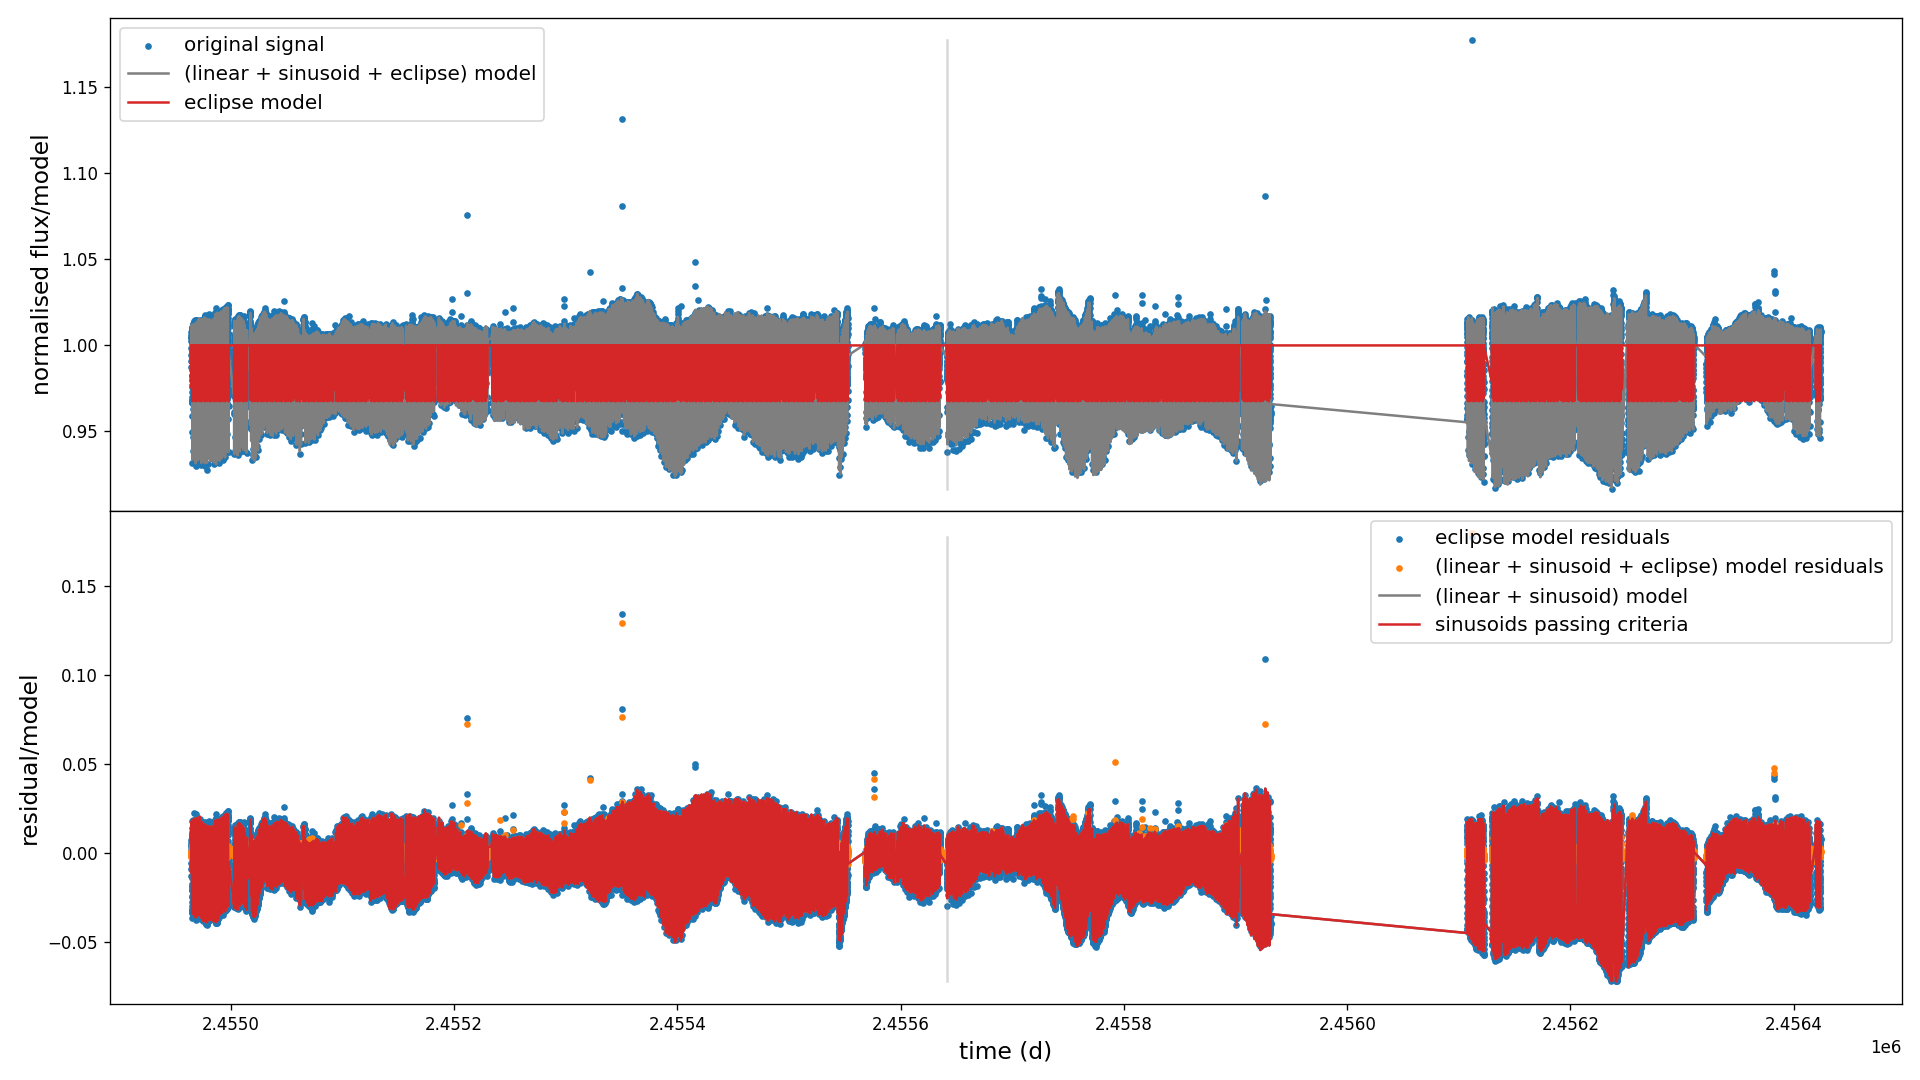 original signal
(linear + sinusoid + eclipse) model
eclipse model
normalised flux/model
1.15
1.10
1.05
1.00
0.95
eclipse model residuals
(linear + sinusoid + eclipse) model residuals
(linear + sinusoid) model
sinusoids passing criteria
residual/model
0.15
0.10
0.05
0.00
−0.05
2.4550
2.4552
2.4554
2.4556
2.4558
2.4560
2.4562
2.4564
1e6
time (d)